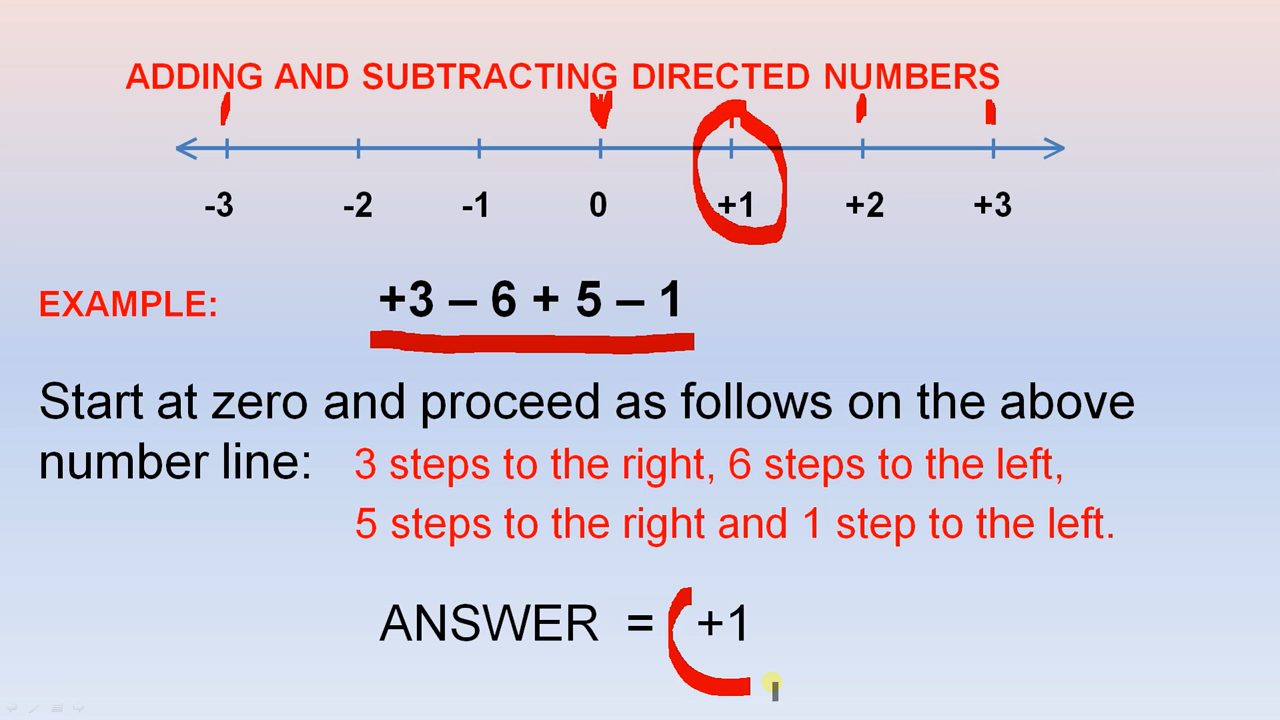 ADDING AND SUBTRACTING DIRECTED NUMBERS
-3 -2 -1 0 +1 +2 +3
EXAMPLE: +3 – 6 + 5 – 1
Start at zero and proceed as follows on the above
number line: 3 steps to the right, 6 steps to the left,
5 steps to the right and 1 step to the left.
ANSWER = +1